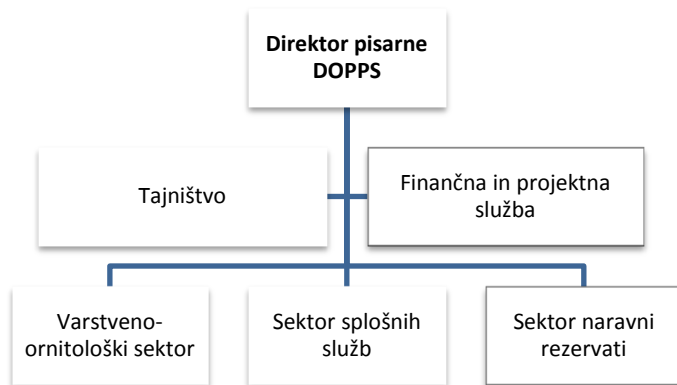 Direktor pisarne
DOPPS
Tajništvo
Finančna in projektna
služba
Varstveno-
ornitološki sektor
Sektor splošnih
služb
Sektor naravni
rezervati